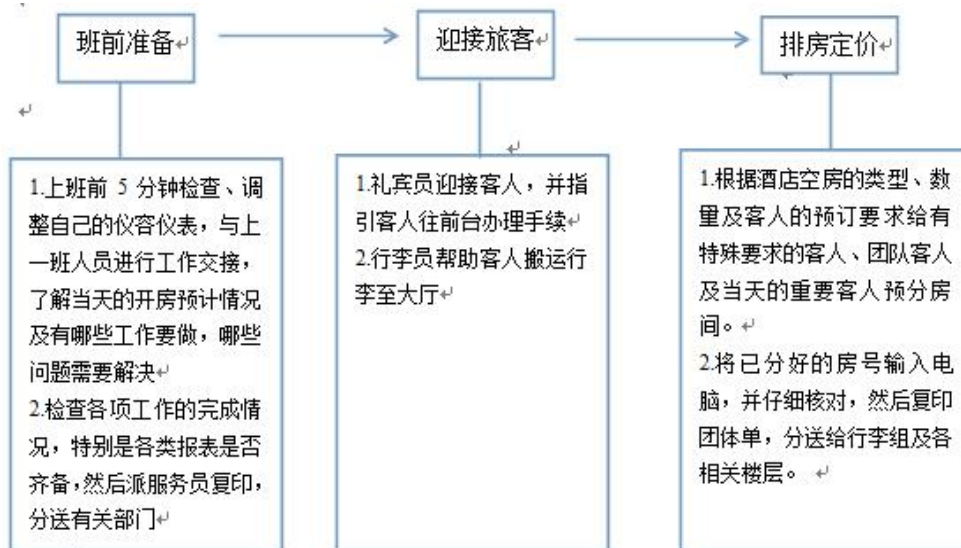 班前准备
迎接旅客
排房定价
1.上班前 5 分钟检查、调
整自己的仪容仪表，与上
一班人员进行工作交接，
了解当天的开房预计情况
及有哪些工作要做，哪些
问题需要解决
2.检查各项工作的完成情
况，特别是各类报表是否
齐备，然后派服务员复印，
分送有关部门
1.礼宾员迎接客人，并指
引客人往前台办理手续
2.行李员帮助客人搬运行
李至大厅
1.根据酒店空房的类型、数
量及客人的预订要求给有
特殊要求的客人、团队客人
及当天的重要客人预分房
间。
2.将已分好的房号输入电
脑，并仔细核对，然后复印
团体单，分送给行李组及各
相关楼层。